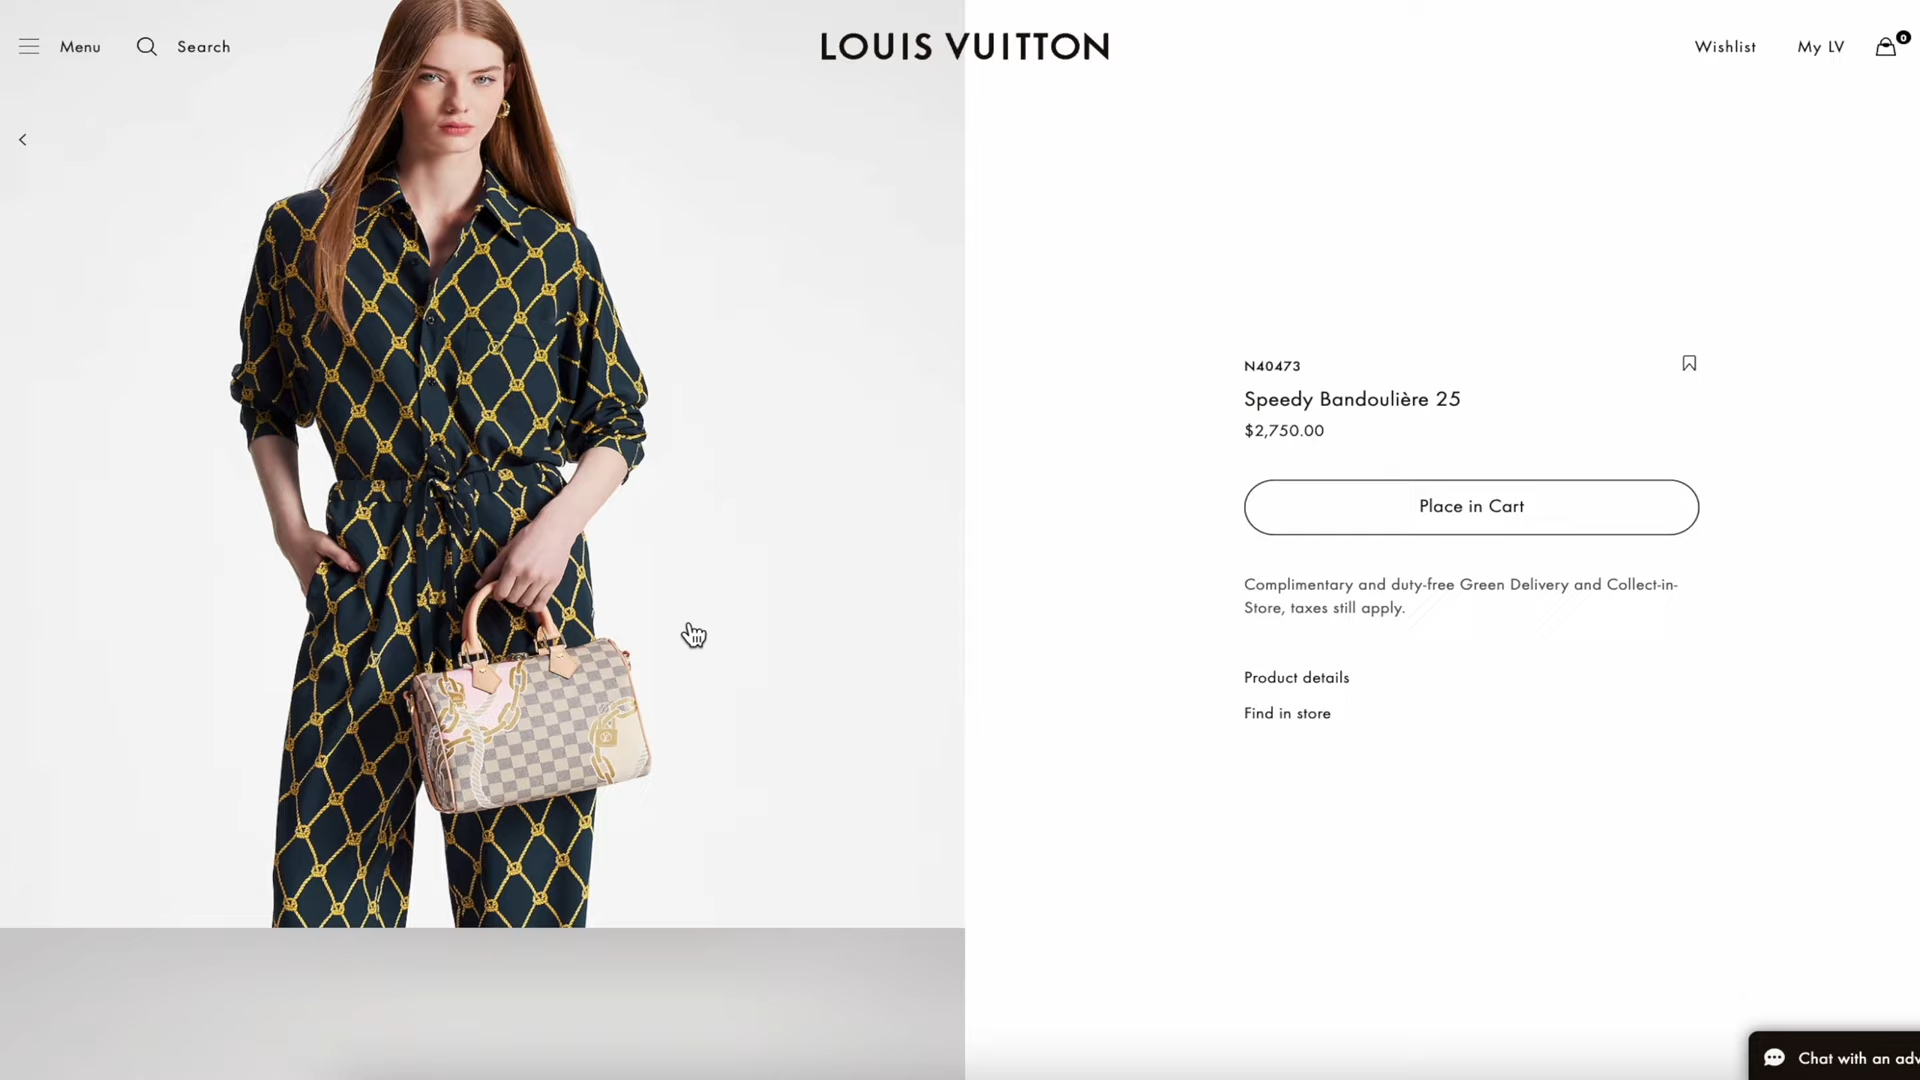 Menu
Search
LOUIS VUITTON
Wishlist
My LV
0
N40473
Speedy Bandoulière 25
$2,750.00
Place in Cart
Complimentary and duty-free Green Delivery and Collect-in-
Store, taxes still apply.
Product details
Find in store
Chat with an adv